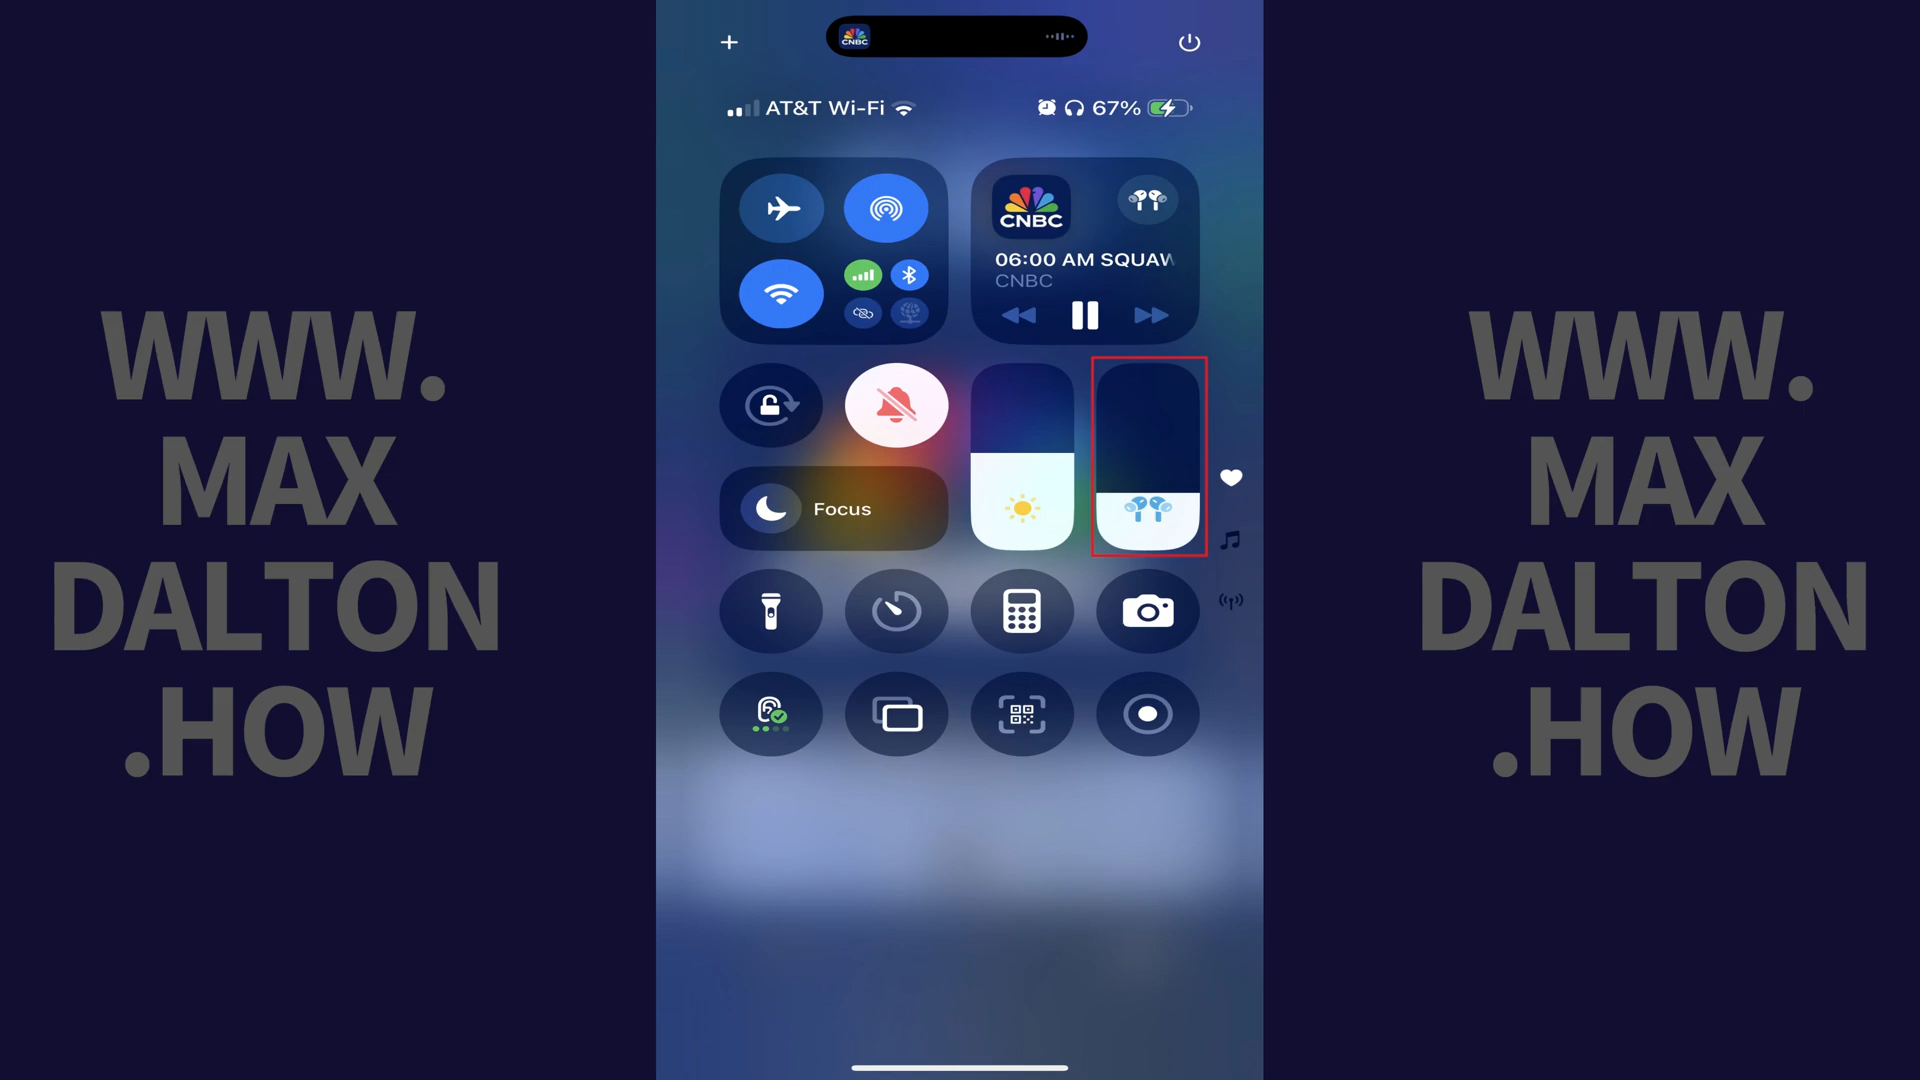 CNBC
AT&T Wi-Fi
67%
CNBC
06:00 AM SQUAW
CNBC
Focus
WWW.
MAX
DALTON
.HOW
WWW.
MAX
DALTON
.HOW